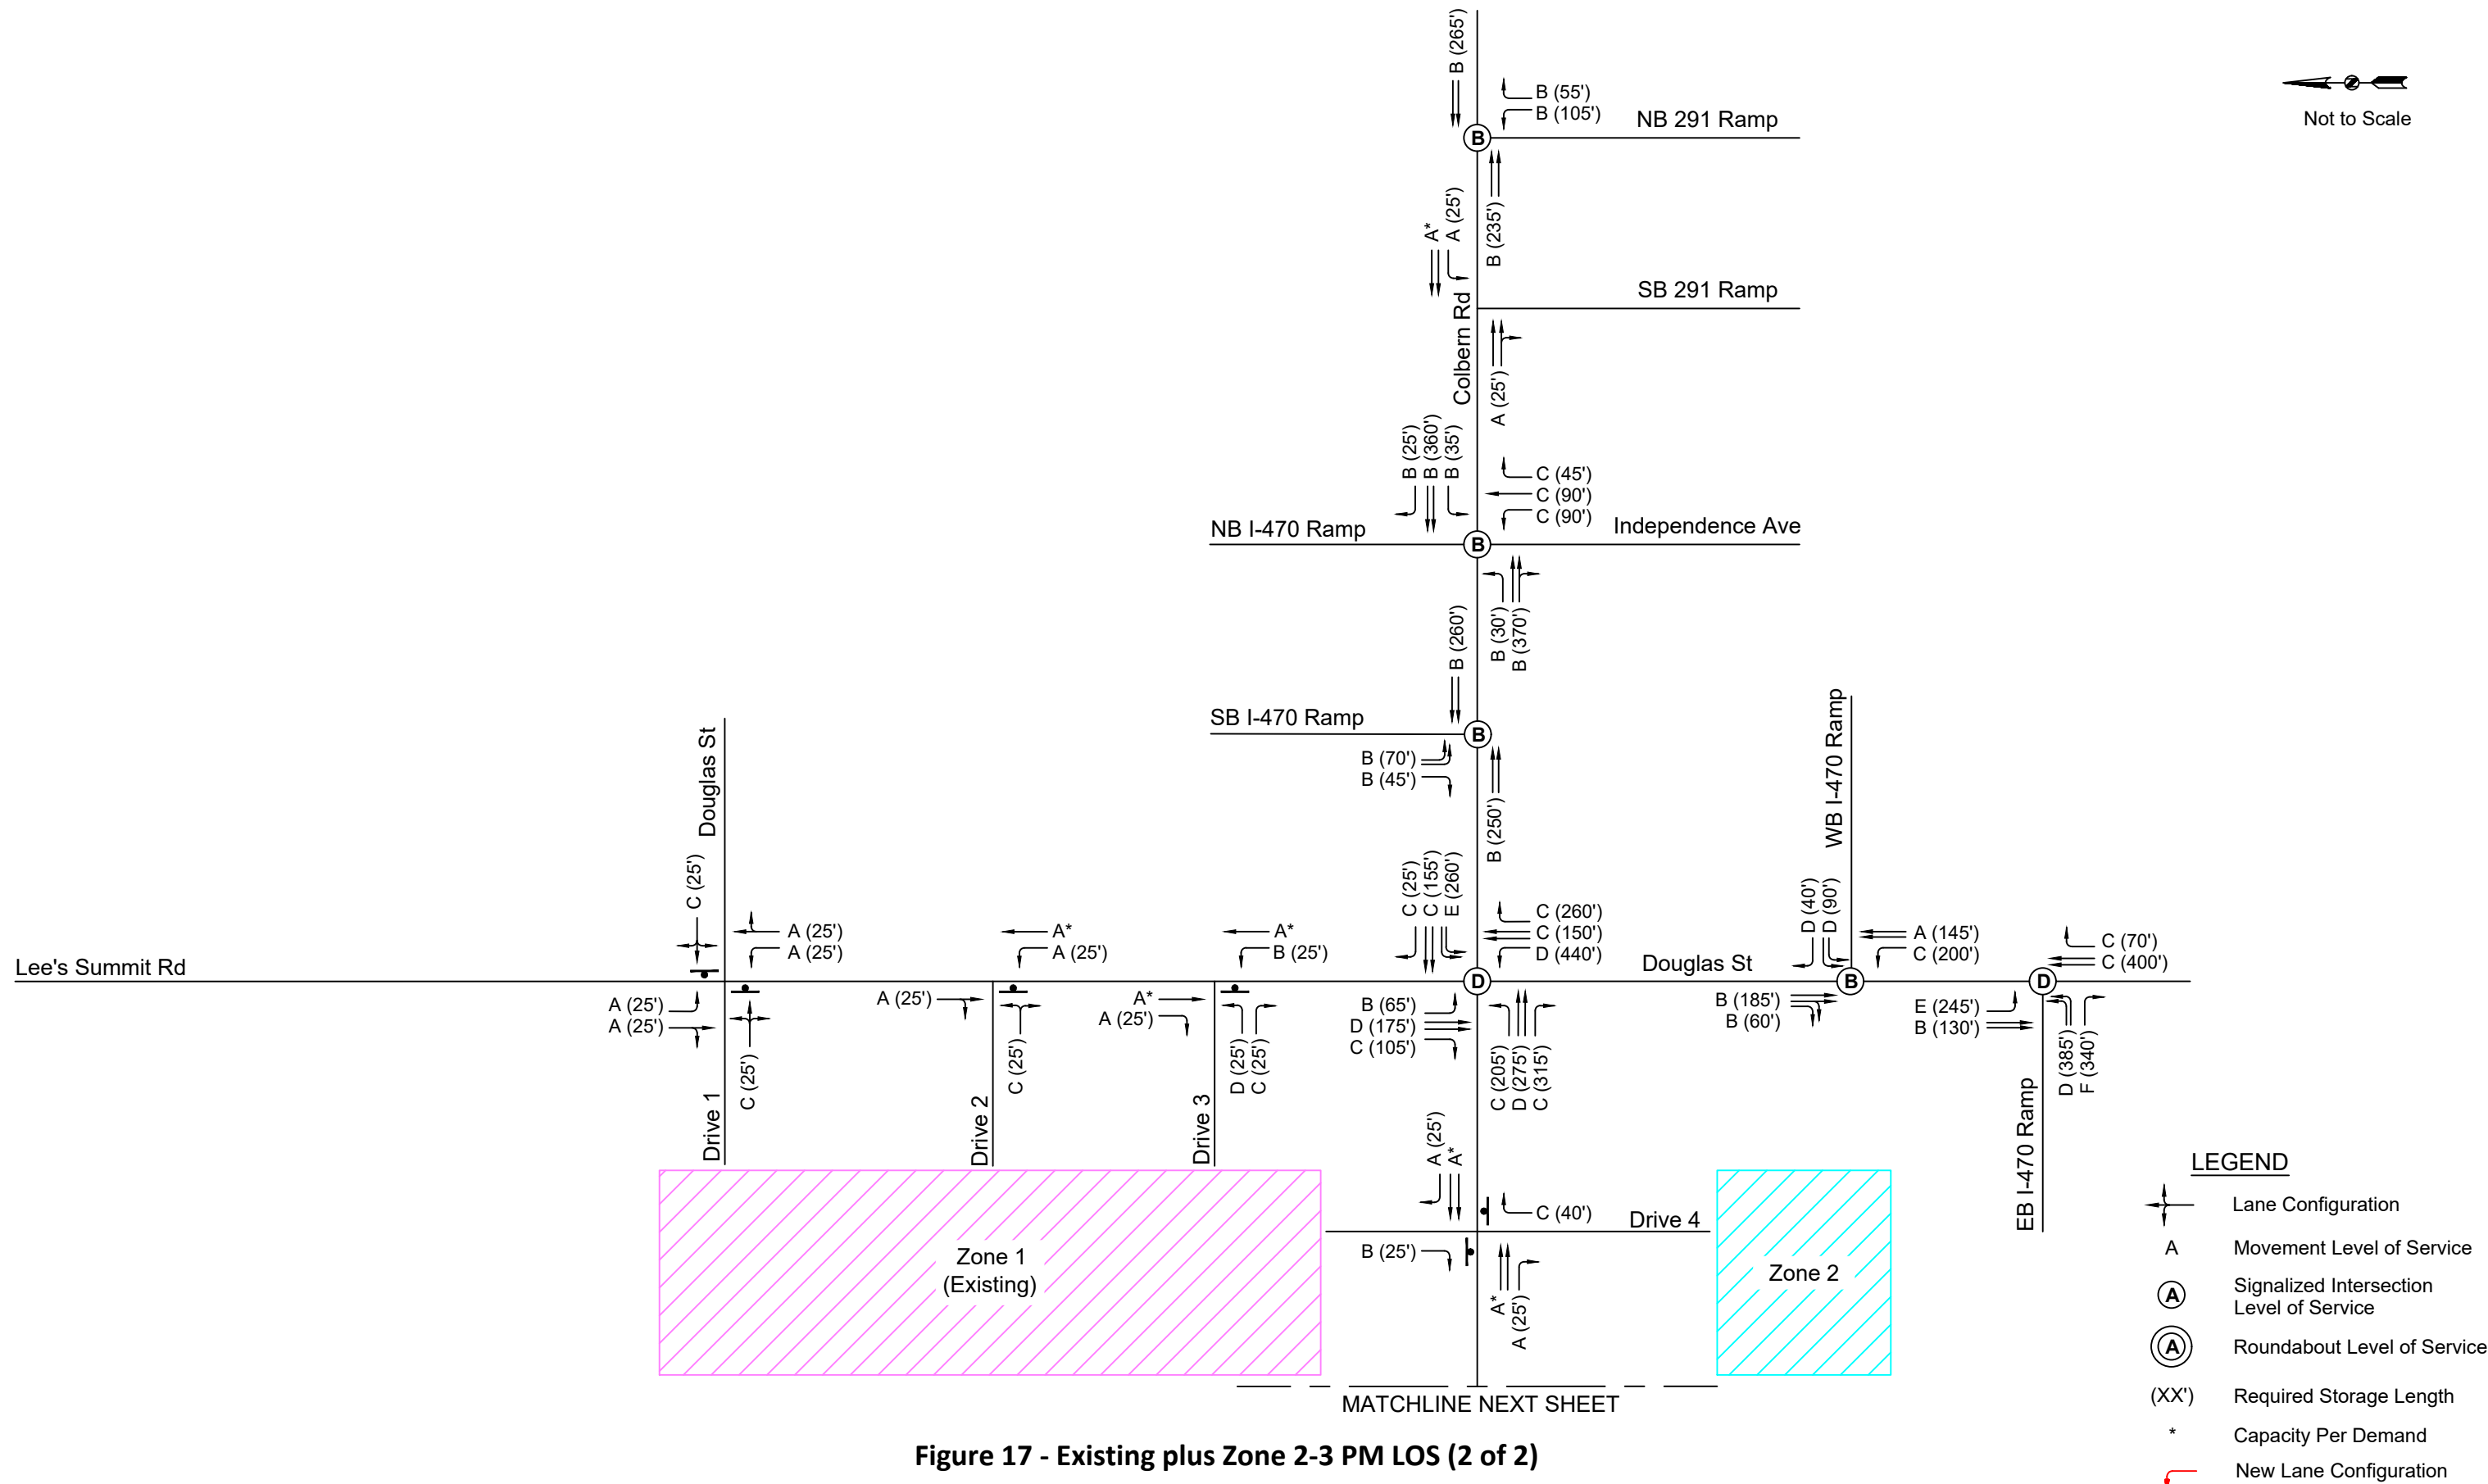 B (265')
B (55')
B (105')
NB 291 Ramp
B
Z
Not to Scale
A*
A (25')
B (235')
SB 291 Ramp
Colbern Rd
A (25')
B (25')
B (360')
B (35')
C (45')
C (90')
C (90')
NB I-470 Ramp
B
Independence Ave
B (260')
B (30')
B (370')
SB I-470 Ramp
B
B (70')
B (45')
B (250')
Douglas St
WB I-470 Ramp
C (25')
C (25')
C (155')
E (260')
D (40')
D (90')
A (25')
A (25')
A*
A (25')
A*
B (25')
C (260')
C (150')
D (440')
A (145')
C (200')
C (70')
C (400')
Lee's Summit Rd
D
Douglas St
B
D
A (25')
A (25')
A (25')
A*
A (25')
B (65')
D (175')
C (105')
B (185')
B (60')
E (245')
B (130')
C (25')
C (25')
D (25')
C (25')
C (205')
D (275')
C (315')
D (385')
F (340')
Drive 1
Drive 2
Drive 3
EB I-470 Ramp
A (25')
A*
C (40')
Drive 4
B (25')
A*
A (25')
Zone 1
(Existing)
Zone 2
MATCHLINE NEXT SHEET
LEGEND
Lane Configuration
A
Movement Level of Service
A
Signalized Intersection
Level of Service
A
Roundabout Level of Service
(XX')
Required Storage Length
*
Capacity Per Demand
New Lane Configuration
Figure 17 - Existing plus Zone 2-3 PM LOS (2 of 2)